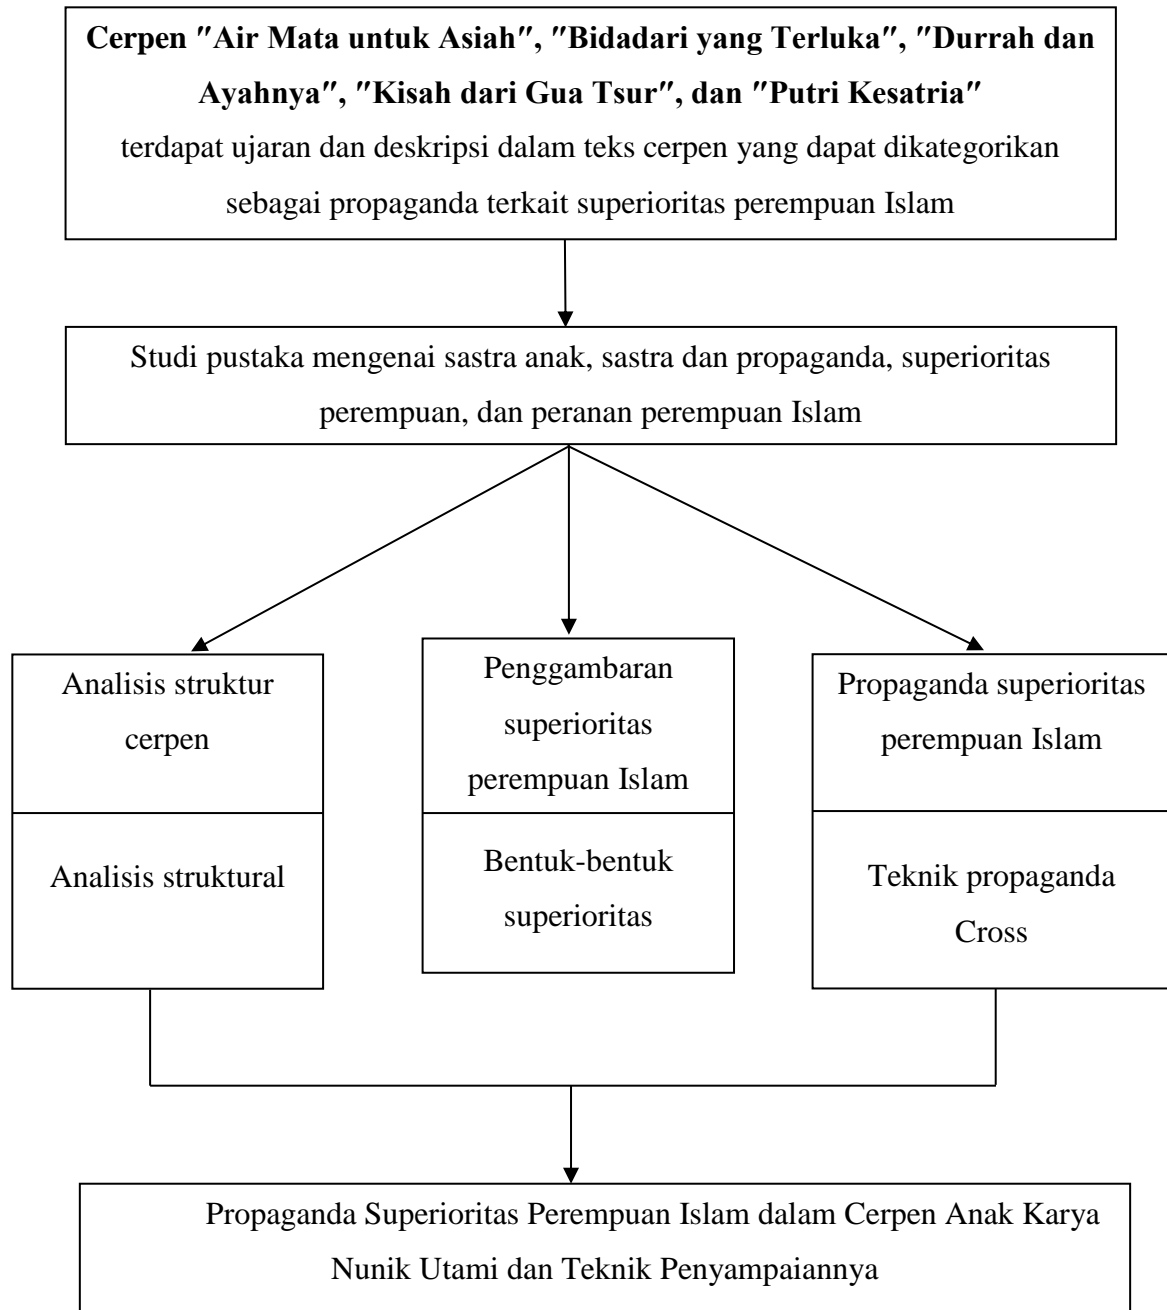 Cerpen ″Air Mata untuk Asiah″, ″Bidadari yang Terluka″, ″Durrah dan
Ayahnya″, ″Kisah dari Gua Tsur″, dan ″Putri Kesatria″
terdapat ujaran dan deskripsi dalam teks cerpen yang dapat dikategorikan
sebagai propaganda terkait superioritas perempuan Islam
Studi pustaka mengenai sastra anak, sastra dan propaganda, superioritas
perempuan, dan peranan perempuan Islam
Analisis struktur
cerpen
Analisis struktural
Penggambaran
superioritas
perempuan Islam
Bentuk-bentuk
superioritas
Propaganda superioritas
perempuan Islam
Teknik propaganda
Cross
Propaganda Superioritas Perempuan Islam dalam Cerpen Anak Karya
Nunik Utami dan Teknik Penyampaiannya